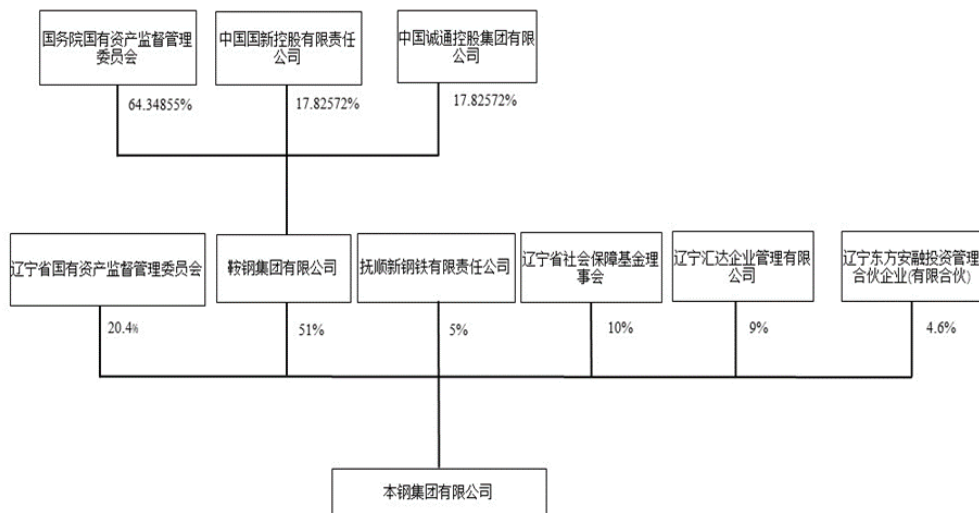 国务院国有资产监督管理
委员会
中国国新控股有限责任
公司
中国诚通控股集团有限
公司
64.34855%
17.82572%
17.82572%
辽宁省国有资产监督管理委员会
鞍钢集团有限公司
抚顺新钢铁有限责任公司
辽宁省社会保障基金理
事会
辽宁汇达企业管理有限
公司
辽宁东方安融投资管理
合伙企业(有限合伙)
20.4%
51%
5%
10%
9%
4.6%
本钢集团有限公司